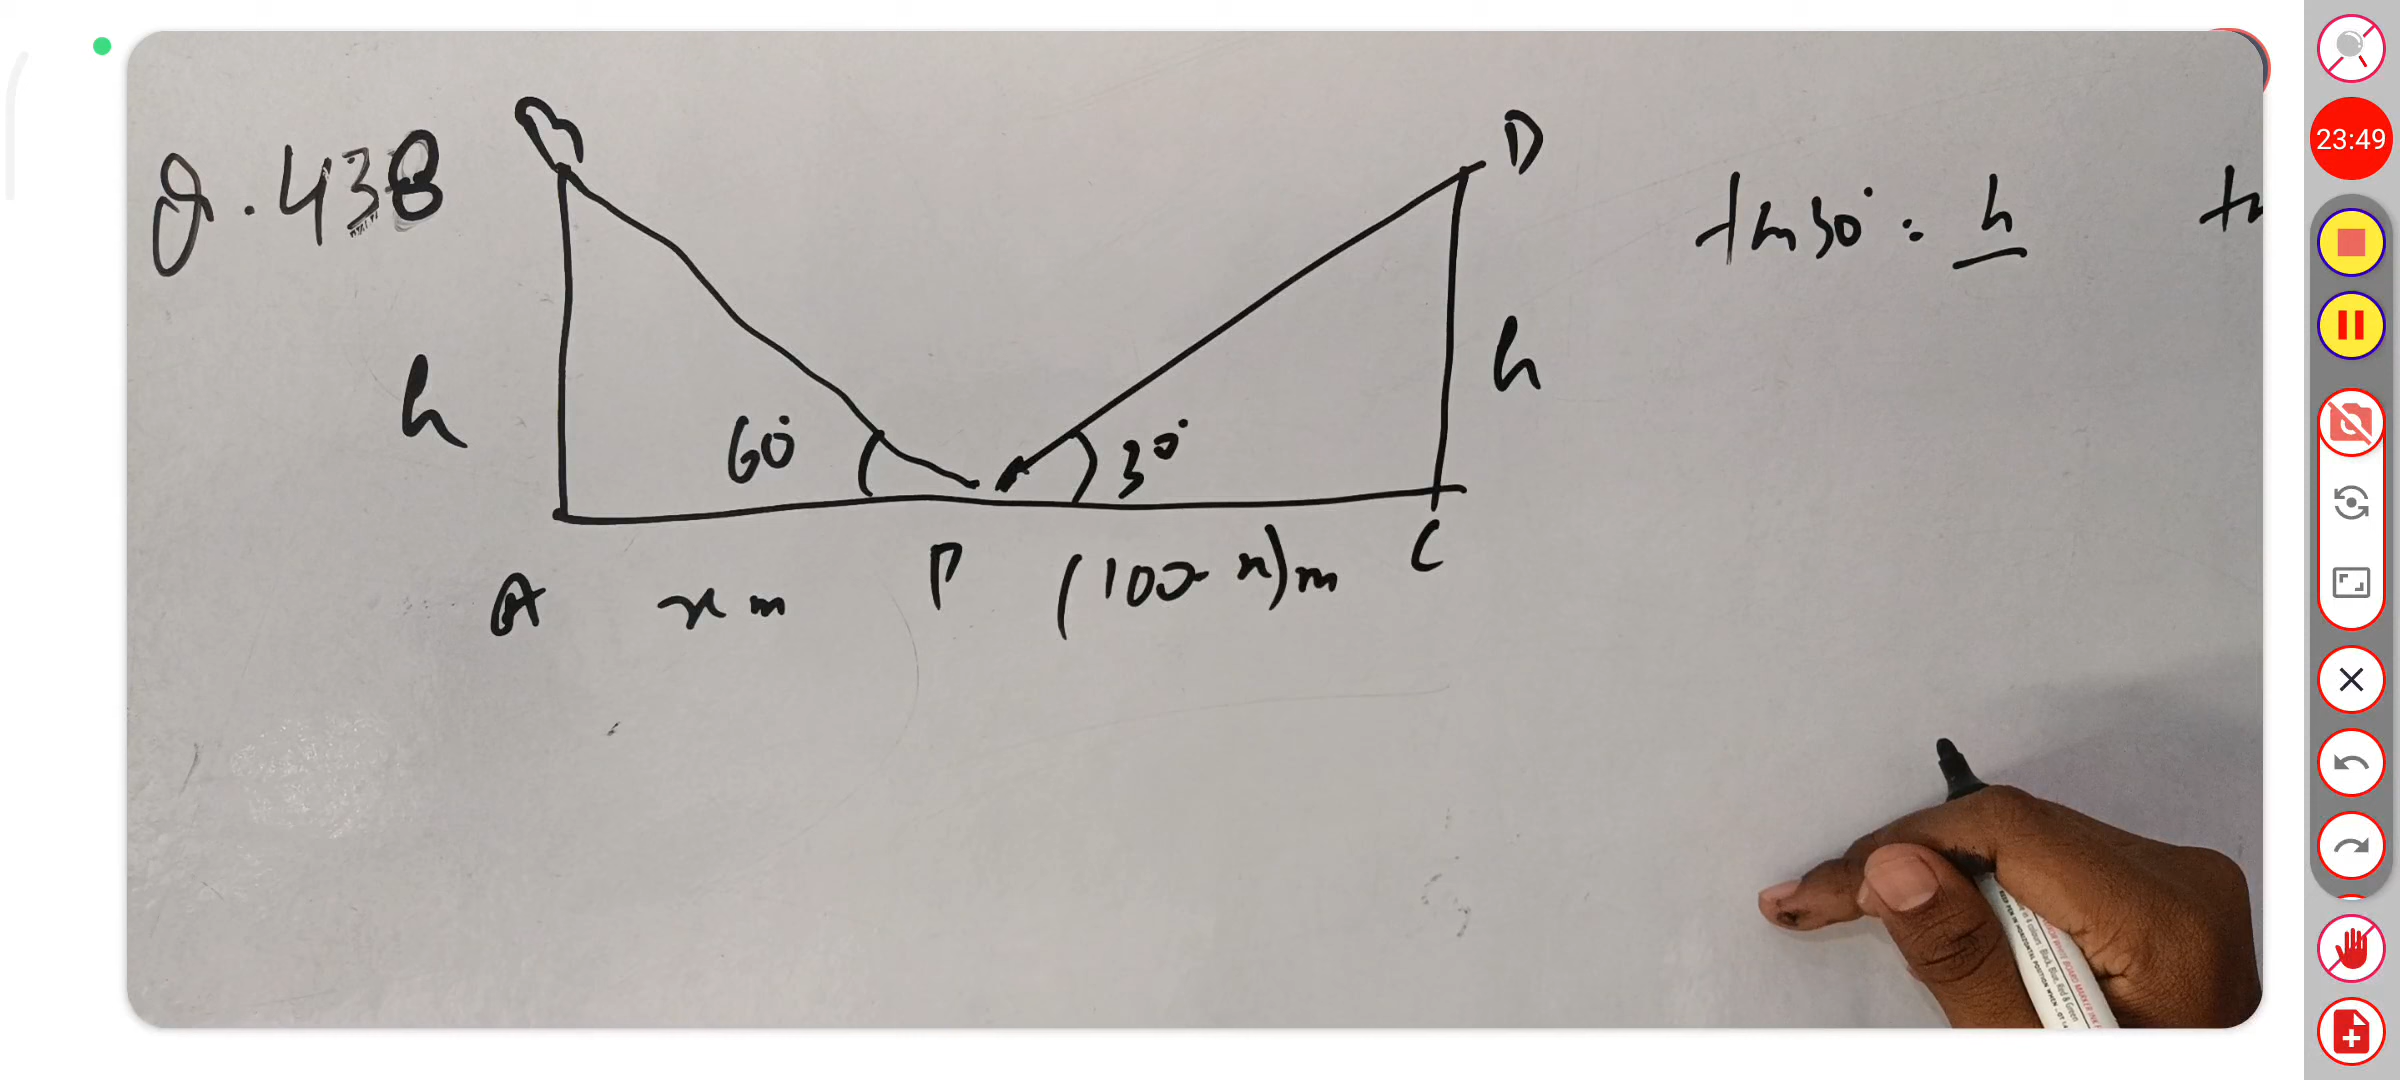 Q.438
B
D
tan30° = h
h
h
60°
30°
A
x m
P
(100-x)m
C
23:49